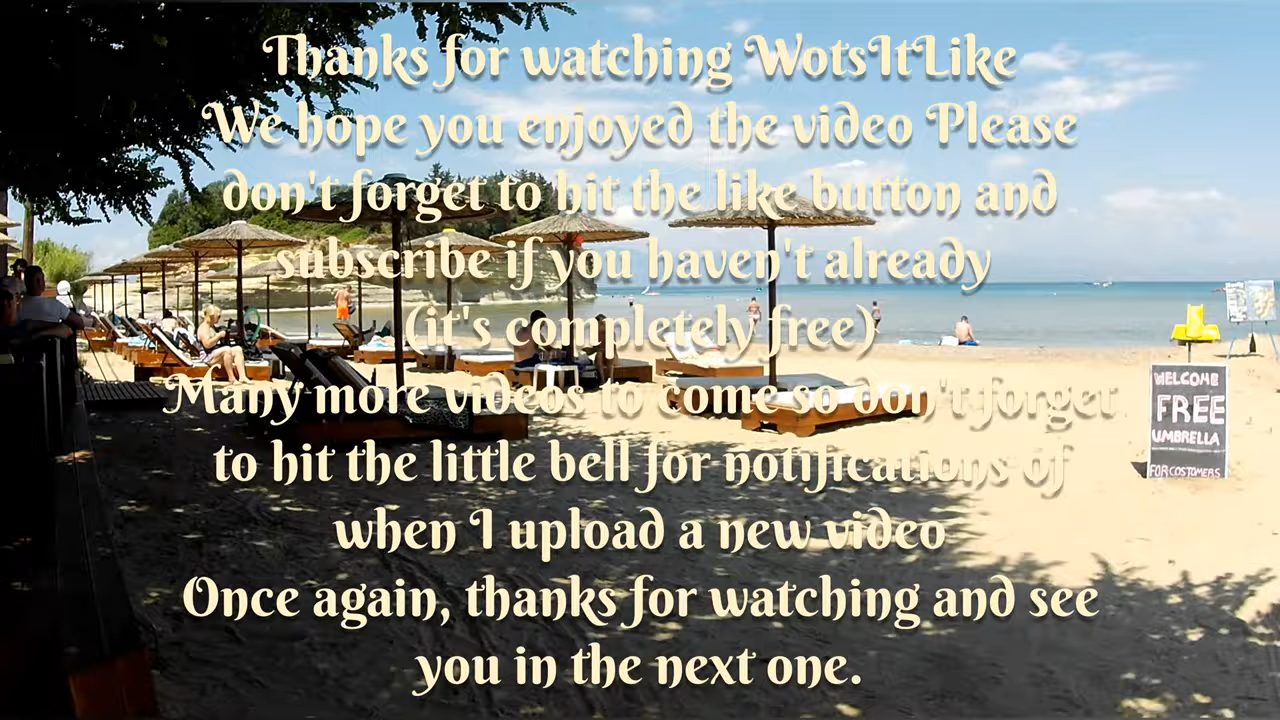 Thanks for watching WotsItLike
We hope you enjoyed the video Please
don't forget to hit the like button and
subscribe if you haven't already
(it's completely free)
Many more videos to come so don't forget
to hit the little bell for notifications of
when I upload a new video
Once again, thanks for watching and see
you in the next one.
WELCOME
FREE
UMBRELLA
FOR COSTOMERS